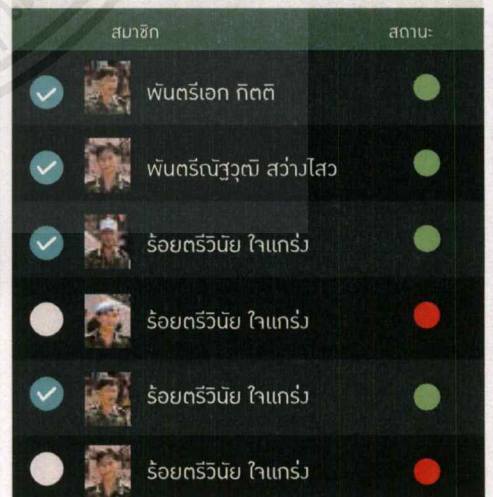 สมาชิก สถานะ
พันตรีเอก กิตติ
พันตรีณัฐวุฒิ สว่างไสว
ร้อยตรีวินัย ใจแกร่ง
ร้อยตรีวินัย ใจแกร่ง
ร้อยตรีวินัย ใจแกร่ง
ร้อยตรีวินัย ใจแกร่ง